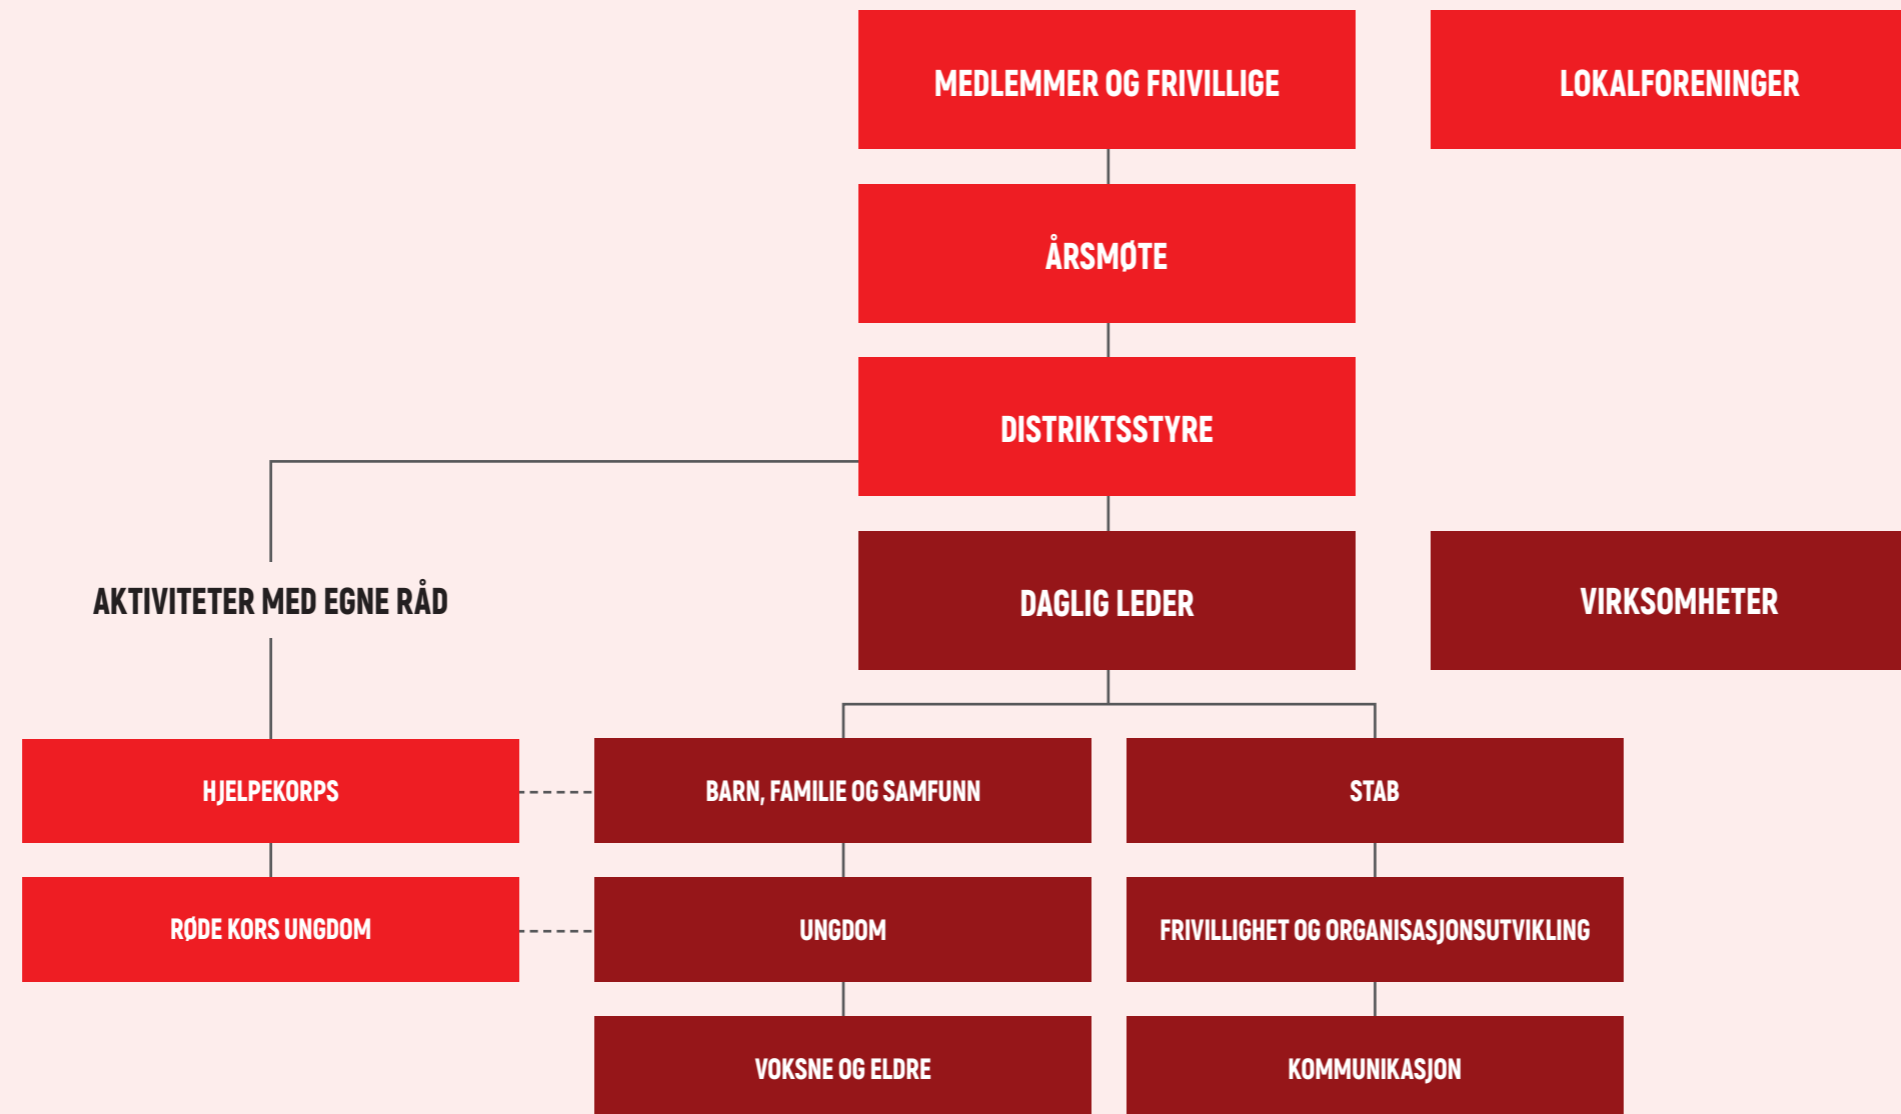 MEDLEMMER OG FRIVILLIGE
LOKALFORENINGER
ÅRSMØTE
DISTRIKTSSTYRE
AKTIVITETER MED EGNE RÅD
DAGLIG LEDER
VIRKSOMHETER
HJELPEKORPS
BARN, FAMILIE OG SAMFUNN
STAB
RØDE KORS UNGDOM
UNGDOM
FRIVILLIGHET OG ORGANISASJONSUTVIKLING
VOKSNE OG ELDRE
KOMMUNIKASJON